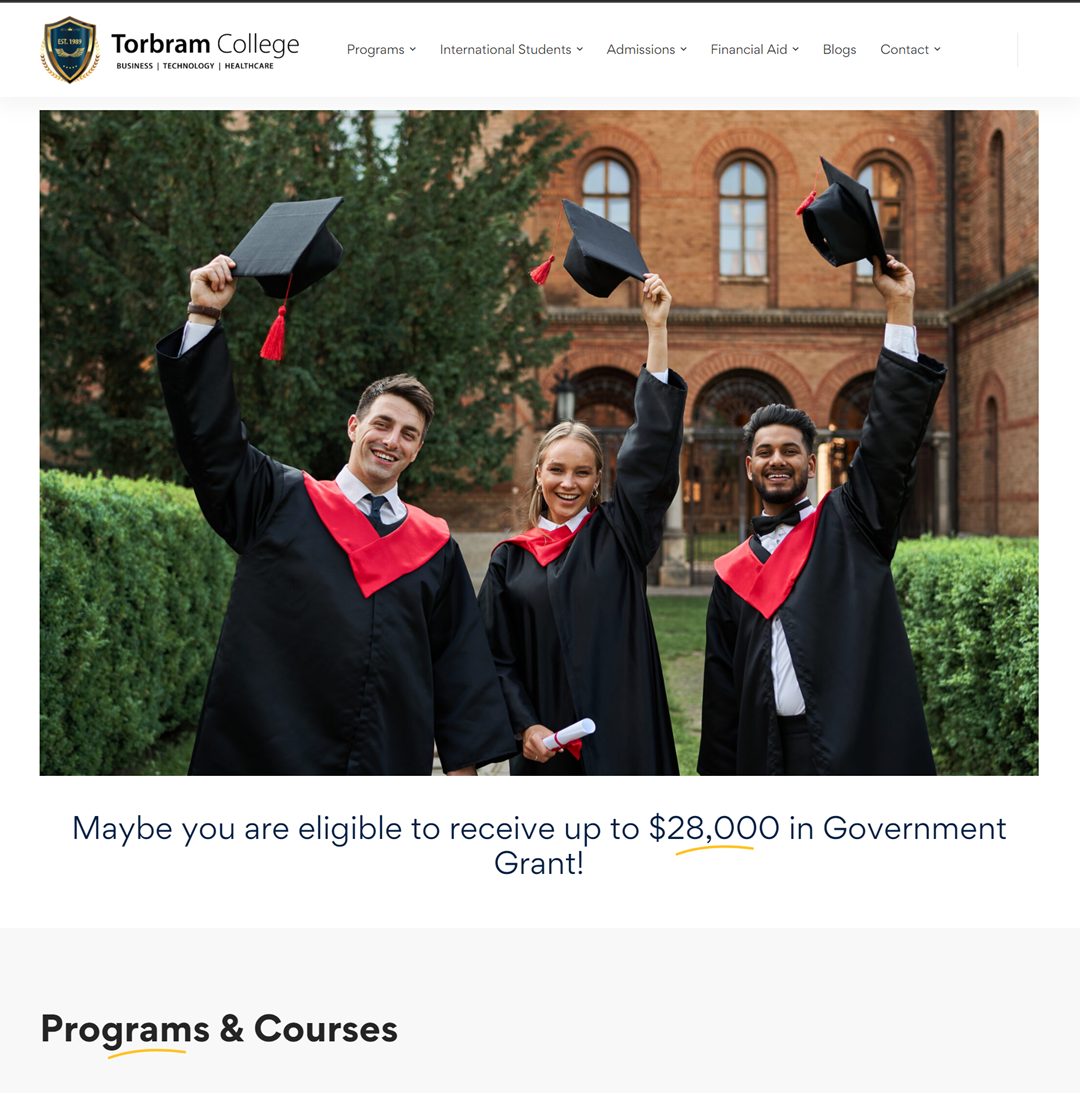 EST. 1989
Torbram College
BUSINESS | TECHNOLOGY | HEALTHCARE
Programs International Students Admissions Financial Aid Blogs Contact
Maybe you are eligible to receive up to $28,000 in Government
Grant!
Programs & Courses